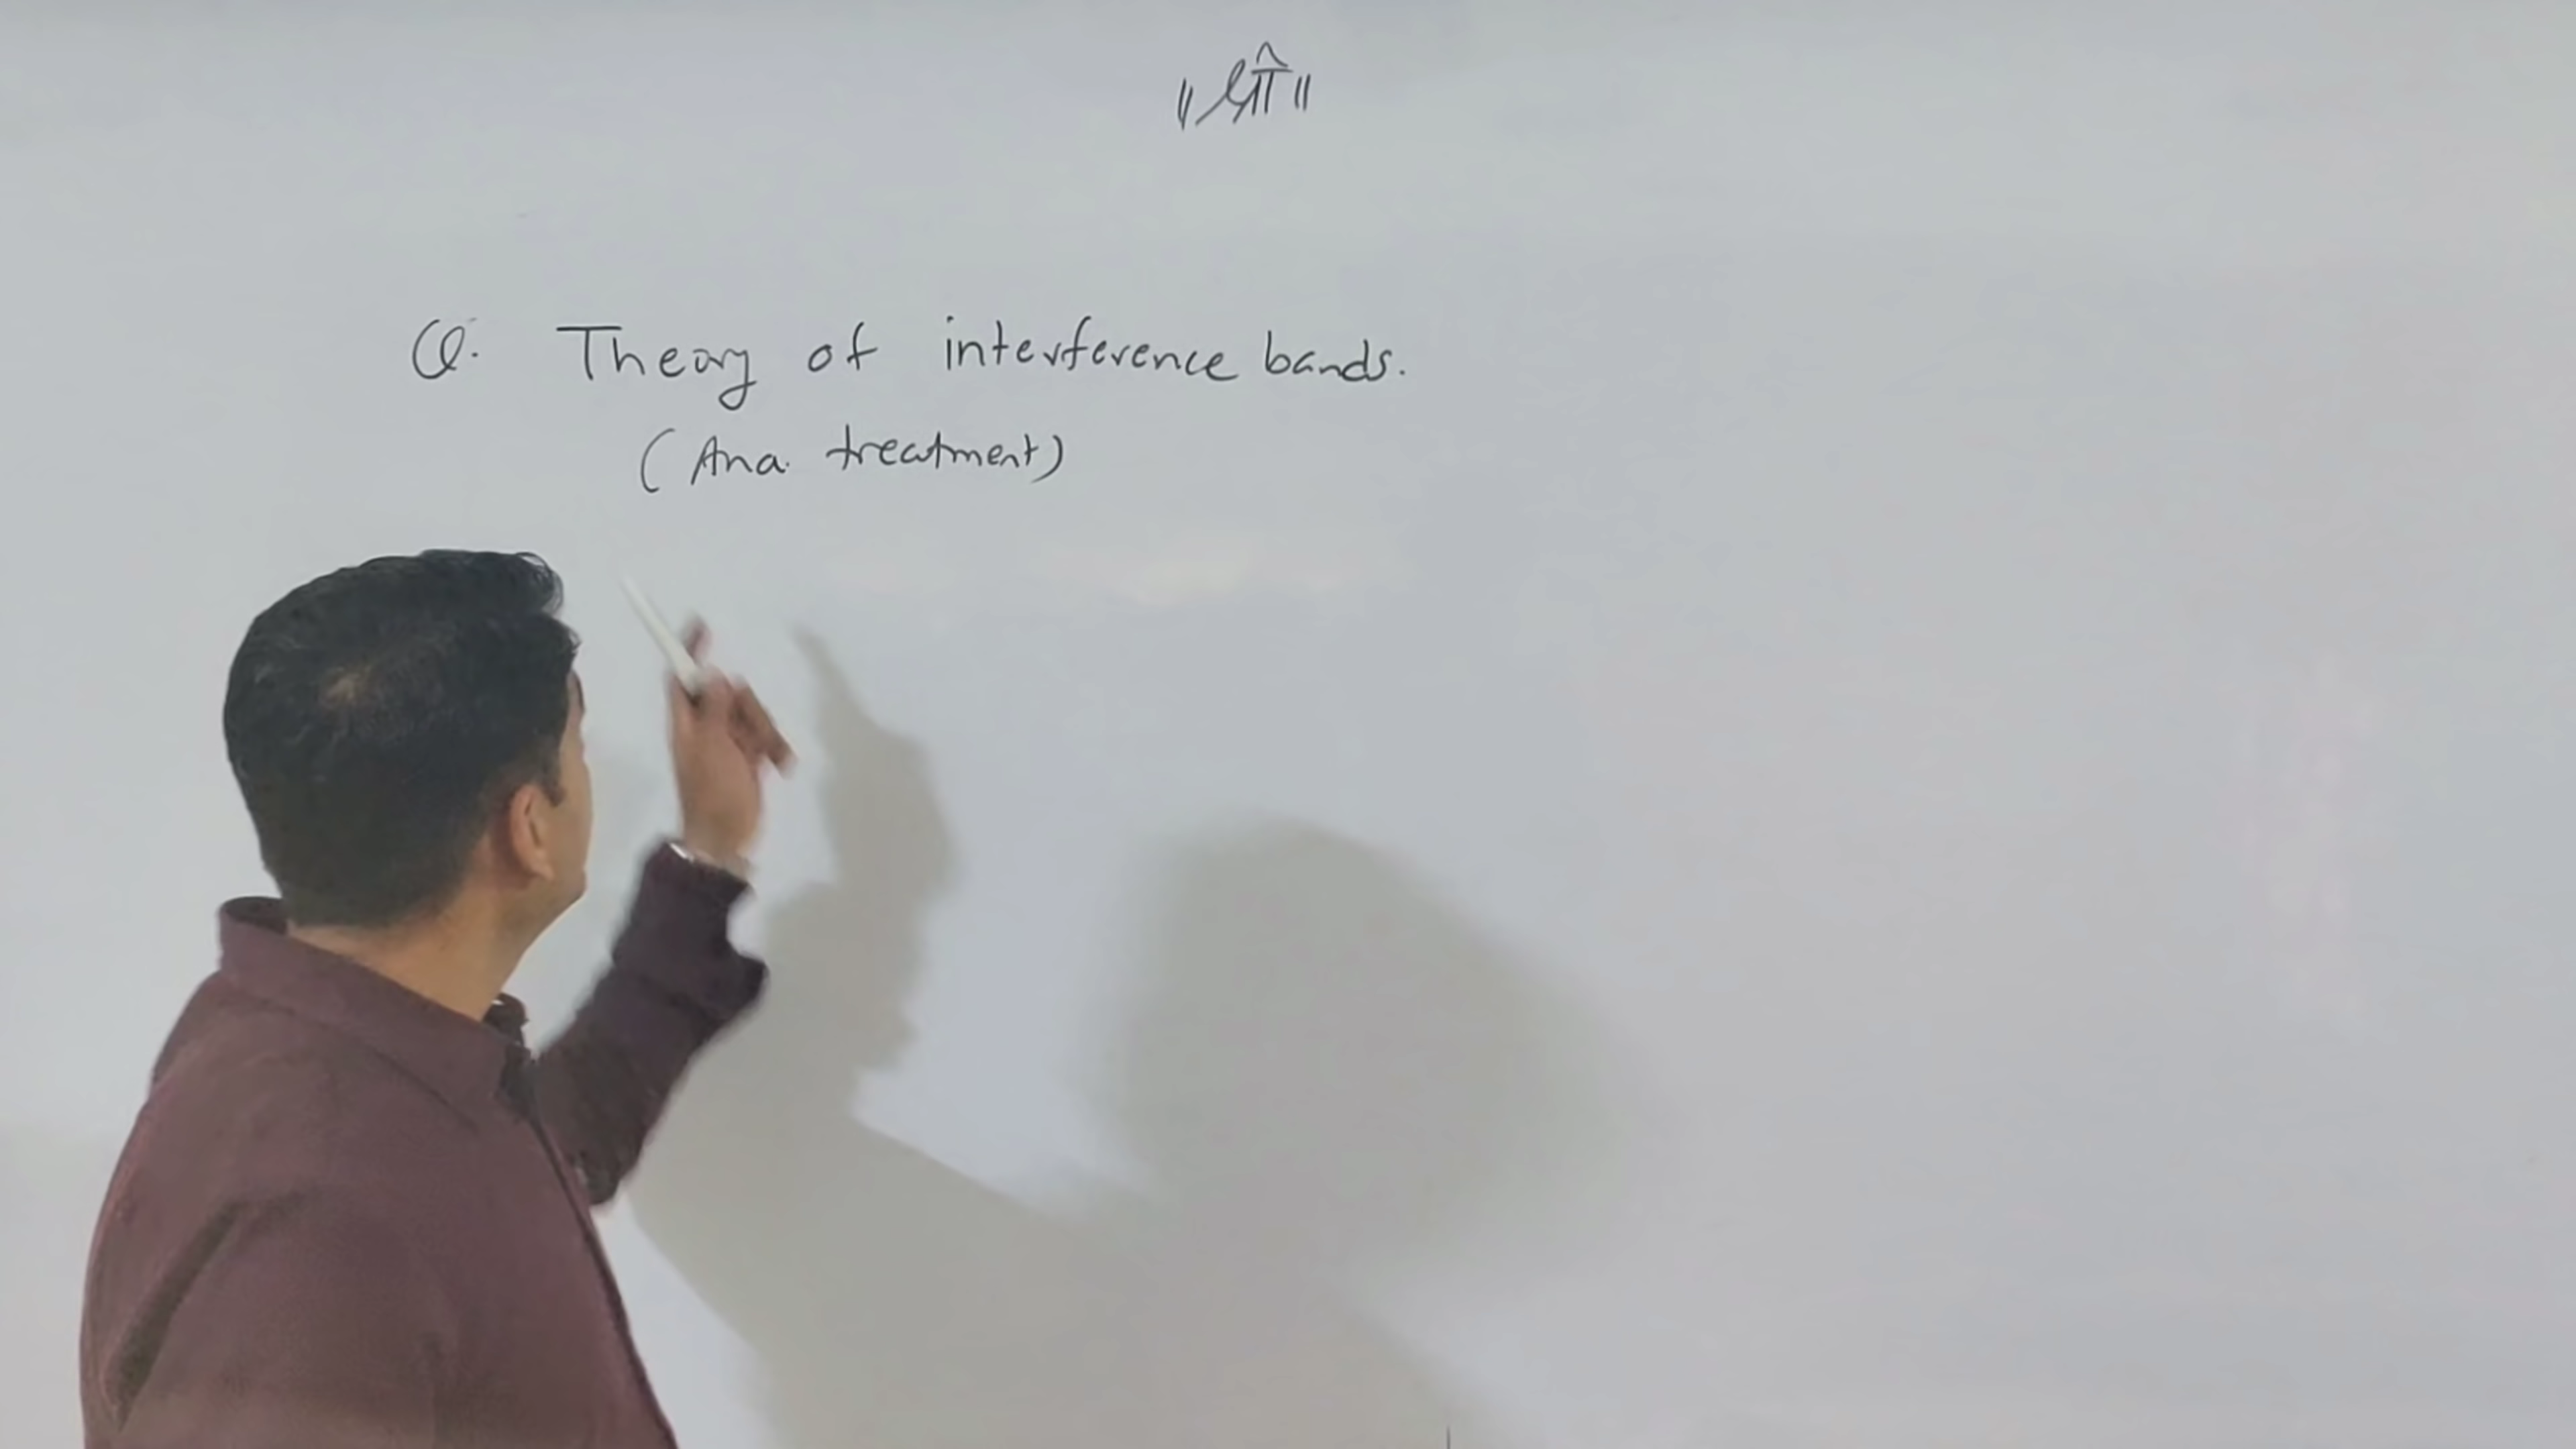 ॥ श्री ॥
Q. Theory of interference bands.
(Ana. treatment)